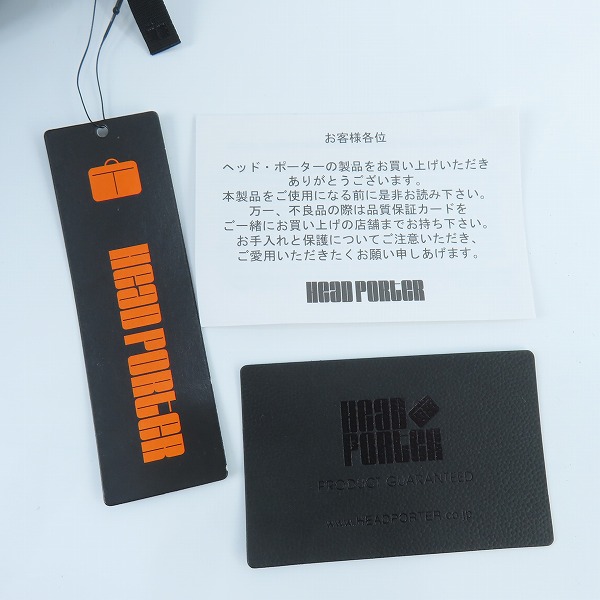 HEAD PORTER
お客様各位
ヘッド・ポーターの製品をお買い上げいただき
ありがとうございます。
本製品をご使用になる前に是非お読み下さい。
万一、不良品の際は品質保証カードを
ご一緒にお買い上げの店舗までお持ち下さい。
お手入れと保護についてご注意いただき、
ご愛用いただきたくお願い申しあげます。
HEAD PORTER
HEAD
PORTER
PRODUCT GUARANTEED
www.HEADPORTER.co.jp